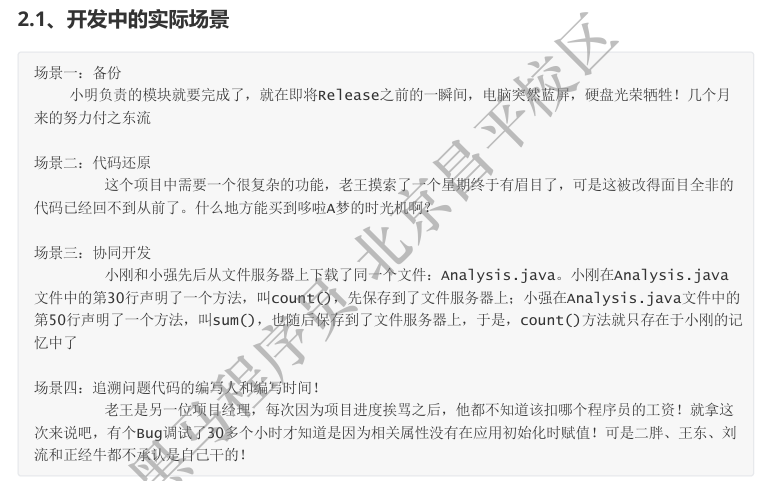 2.1、开发中的实际场景
场景一：备份
小明负责的模块就要完成了，就在即将Release之前的一瞬间，电脑突然蓝屏，硬盘光荣牺牲！几个月
来的努力付之东流
场景二：代码还原
这个项目中需要一个很复杂的功能，老王摸索了一个星期终于有眉目了，可是这被改得面目全非的
代码已经回不到从前了。什么地方能买到哆啦A梦的时光机啊？
场景三：协同开发
小刚和小强先后从文件服务器上下载了同一个文件：Analysis.java。小刚在Analysis.java
文件中的第30行声明了一个方法，叫count()，先保存到了文件服务器上；小强在Analysis.java文件中的
第50行声明了一个方法，叫sum()，也随后保存到了文件服务器上，于是，count()方法就只存在于小刚的记
忆中了
场景四：追溯问题代码的编写人和编写时间！
老王是另一位项目经理，每次因为项目进度挨骂之后，他都不知道该扣哪个程序员的工资！就拿这
次来说吧，有个Bug调试了30多个小时才知道是因为相关属性没有在应用初始化时赋值！可是二胖、王东、刘
流和正经牛都不承认是自己干的！
黑马程序员 北京昌平校区